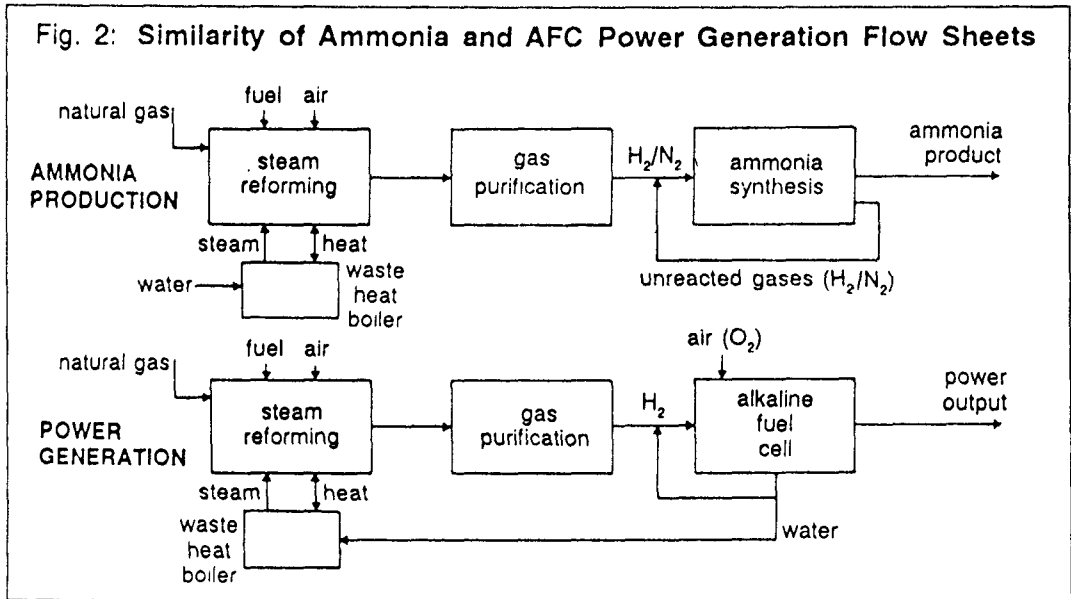 Fig. 2: Similarity of Ammonia and AFC Power Generation Flow Sheets
fuel air
natural gas
AMMONIA
PRODUCTION
steam
reforming
gas
purification
H₂/N₂
ammonia
synthesis
ammonia
product
steam
heat
water
waste
heat
boiler
unreacted gases (H₂/N₂)
fuel air
natural gas
POWER
GENERATION
steam
reforming
gas
purification
H₂
air (O₂)
alkaline
fuel
cell
power
output
steam
heat
waste
heat
boiler
water